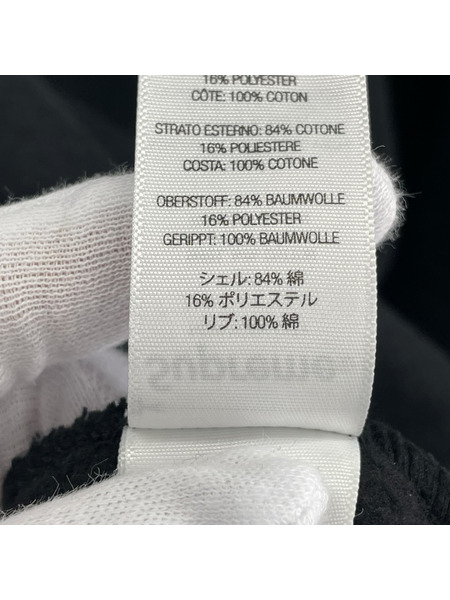 16% POLYESTER
CÔTE: 100% COTON
STRATO ESTERNO: 84% COTONE
16% POLIESTERE
COSTA: 100% COTONE
OBERSTOFF: 84% BAUMWOLLE
16% POLYESTER
GERIPPT: 100% BAUMWOLLE
シェル: 84% 綿
16% ポリエステル
リブ: 100% 綿
Supreme